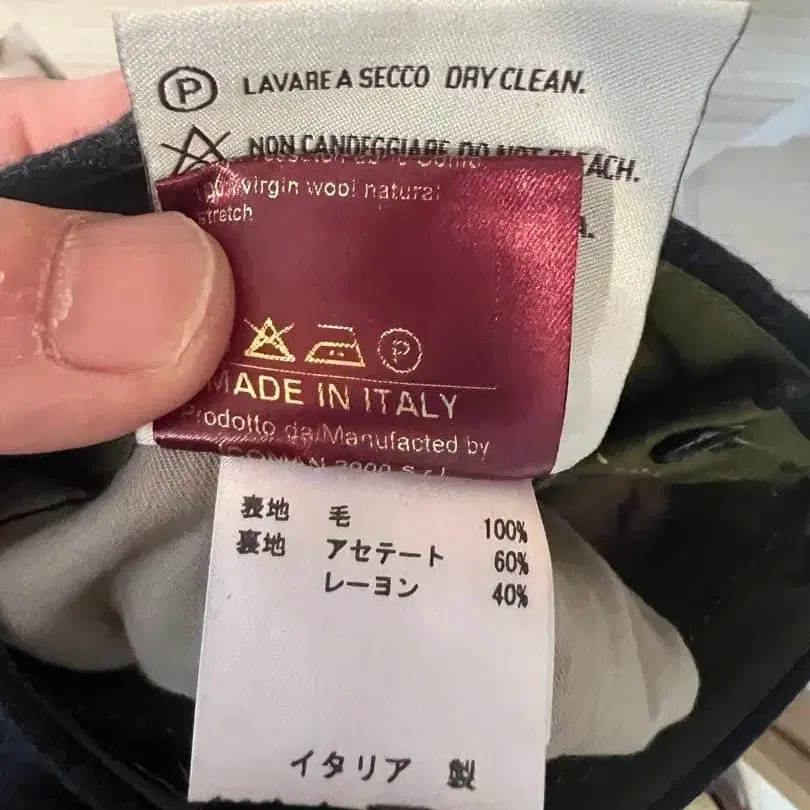 P LAVARE A SECCO DRY CLEAN.
NON CANDEGGIARE DO NOT BLEACH.
virgin wool natural
stretch
P
MADE IN ITALY
Prodotto da/Manufacted by
2000 S.r.l
裏地 毛 100%
裏地 アセテート 60%
レーヨン 40%
イタリア 製